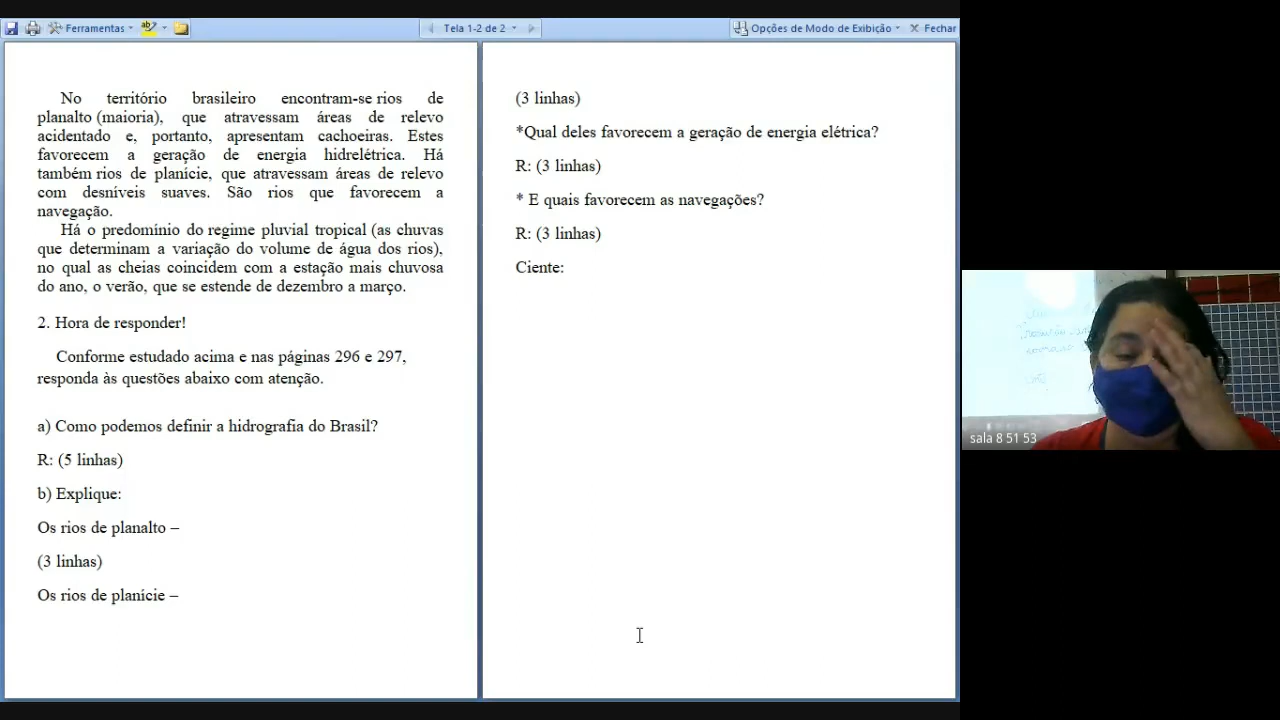 Ferramentas
Tela 1-2 de 2
Opções de Modo de Exibição
Fechar
No território brasileiro encontram-se rios de
planalto (maioria), que atravessam áreas de relevo
acidentado e, portanto, apresentam cachoeiras. Estes
favorecem a geração de energia hidrelétrica. Há
também rios de planície, que atravessam áreas de relevo
com desníveis suaves. São rios que favorecem a
navegação.
Há o predomínio do regime pluvial tropical (as chuvas
que determinam a variação do volume de água dos rios),
no qual as cheias coincidem com a estação mais chuvosa
do ano, o verão, que se estende de dezembro a março.
2. Hora de responder!
Conforme estudado acima e nas páginas 296 e 297,
responda às questões abaixo com atenção.
a) Como podemos definir a hidrografia do Brasil?
R: (5 linhas)
b) Explique:
Os rios de planalto –
(3 linhas)
Os rios de planície –
(3 linhas)
*Qual deles favorecem a geração de energia elétrica?
R: (3 linhas)
* E quais favorecem as navegações?
R: (3 linhas)
Ciente:
sala 8 51 53